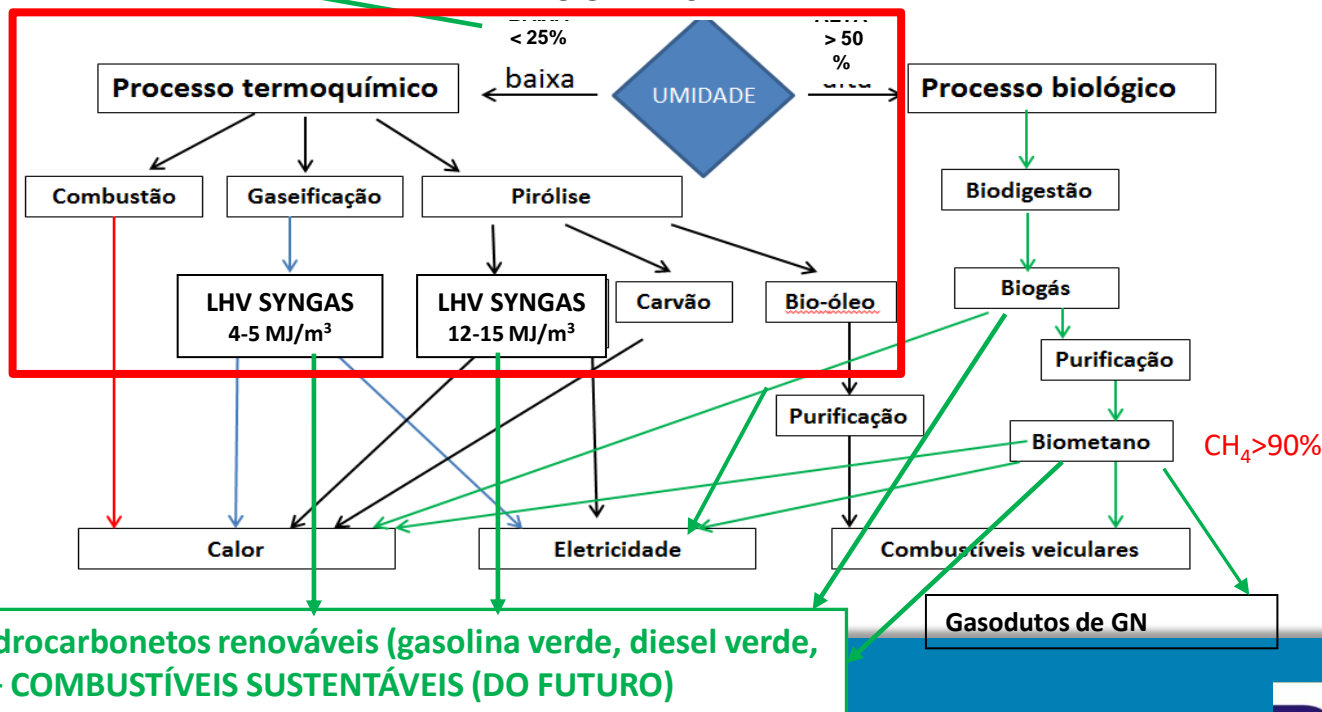 < 25%
> 50
%
baixa
UMIDADE
Processo termoquímico
Processo biológico
Combustão
Gaseificação
Pirólise
Biodigestão
LHV SYNGAS
4-5 MJ/m³
LHV SYNGAS
12-15 MJ/m³
Carvão
Bio-óleo
Biogás
Purificação
Purificação
Biometano
CH₄>90%
Calor
Eletricidade
Combustíveis veiculares
Gasodutos de GN
drocarbonetos renováveis (gasolina verde, diesel verde,
- COMBUSTÍVEIS SUSTENTÁVEIS (DO FUTURO)